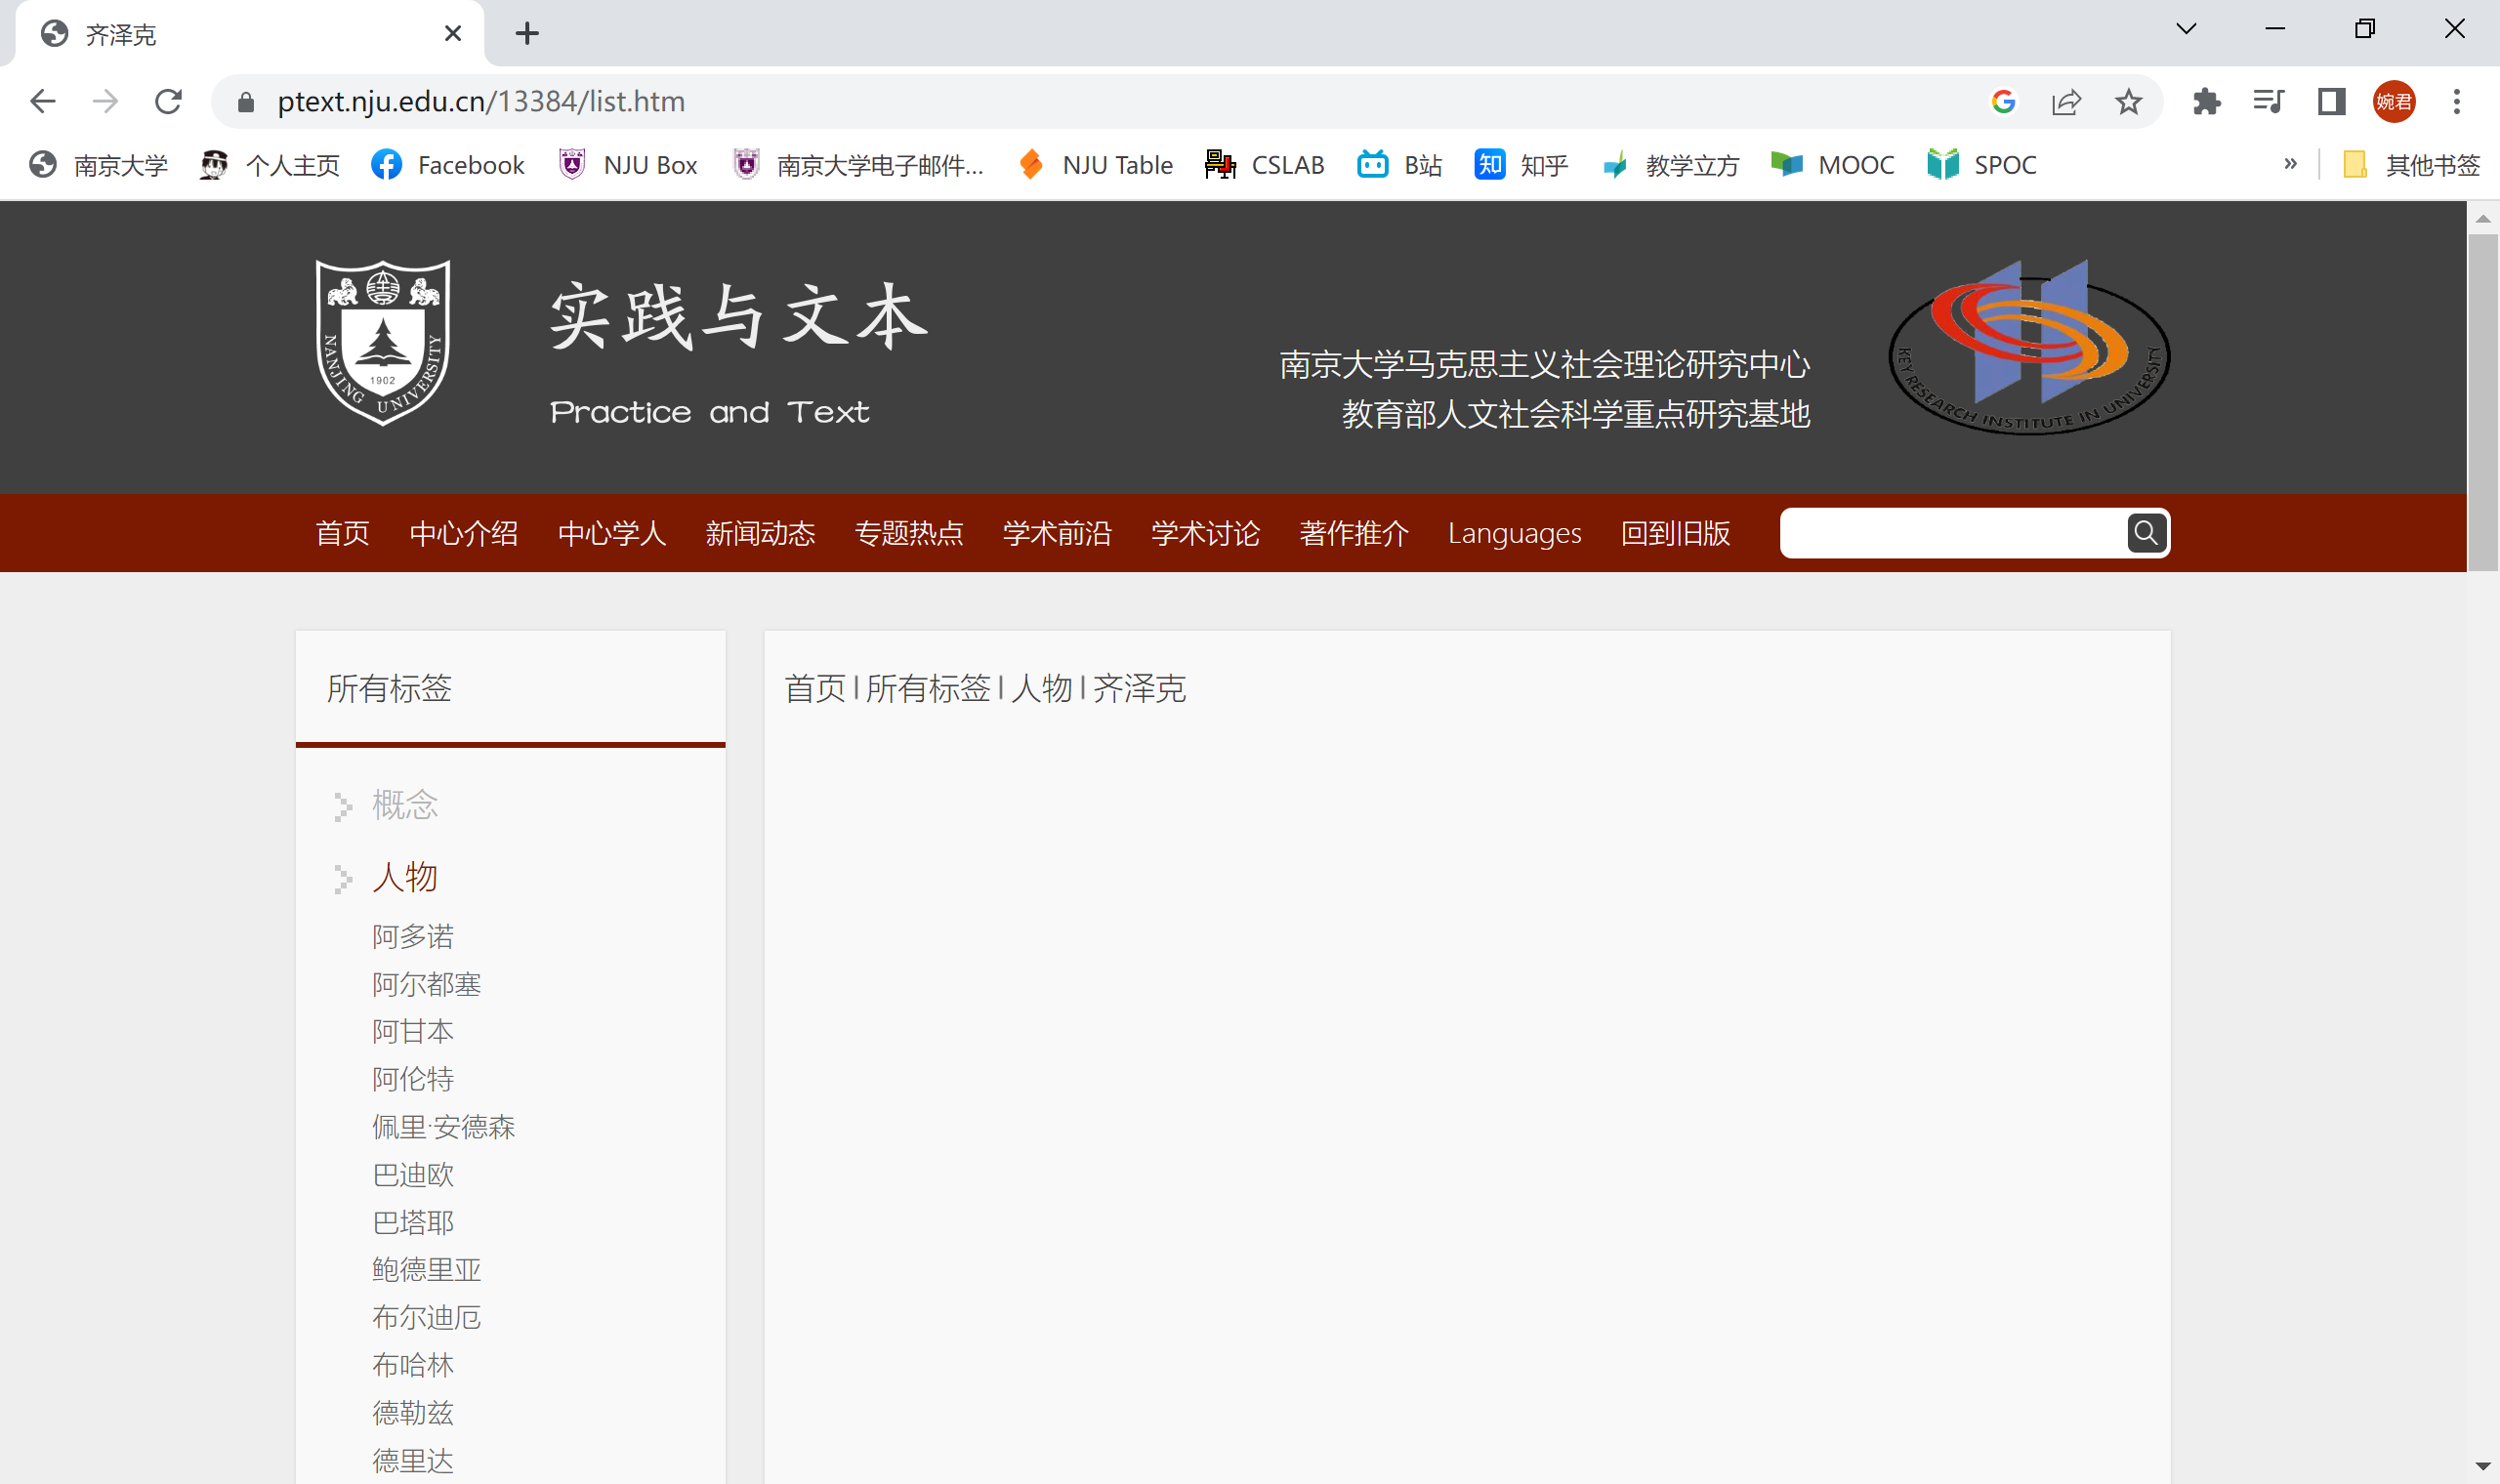 齐泽克
ptext.nju.edu.cn/13384/list.htm
婉君
南京大学 个人主页 Facebook NJU Box 南京大学电子邮件... NJU Table CSLAB B站 知 知乎 教学立方 MOOC SPOC » 其他书签
NANJING UNIVERSITY
1902
实践与文本
Practice and Text
南京大学马克思主义社会理论研究中心
教育部人文社会科学重点研究基地
KEY RESEARCH INSTITUTE IN UNIVERSITY
首页 中心介绍 中心学人 新闻动态 专题热点 学术前沿 学术讨论 著作推介 Languages 回到旧版
所有标签
首页 | 所有标签 | 人物 | 齐泽克
概念
人物
阿多诺
阿尔都塞
阿甘本
阿伦特
佩里·安德森
巴迪欧
巴塔耶
鲍德里亚
布尔迪厄
布哈林
德勒兹
德里达